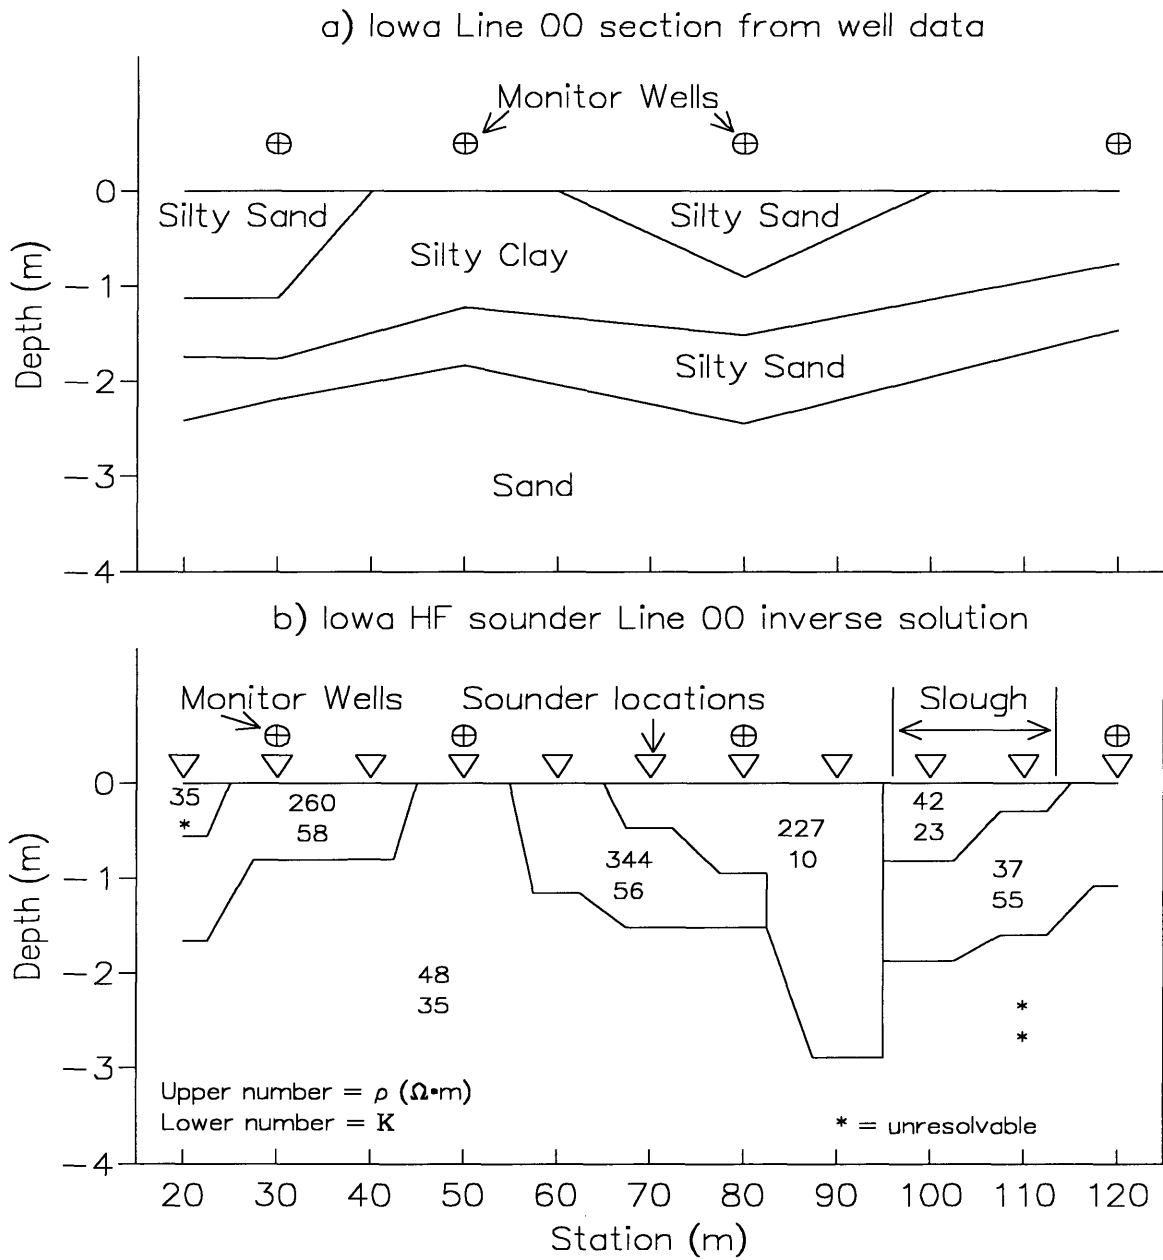 a) Iowa Line 00 section from well data
Monitor Wells
0
Silty Sand
Silty Sand
Silty Clay
−1
Silty Sand
−2
−3
Sand
−4
Depth (m)
b) Iowa HF sounder Line 00 inverse solution
Monitor Wells
Sounder locations
Slough
0
35
*
260
58
227
10
42
23
−1
344
56
37
55
−2
48
35
*
*
−3
Upper number = ρ (Ω•m)
Lower number = K
* = unresolvable
−4
Depth (m)
20 30 40 50 60 70 80 90 100 110 120
Station (m)